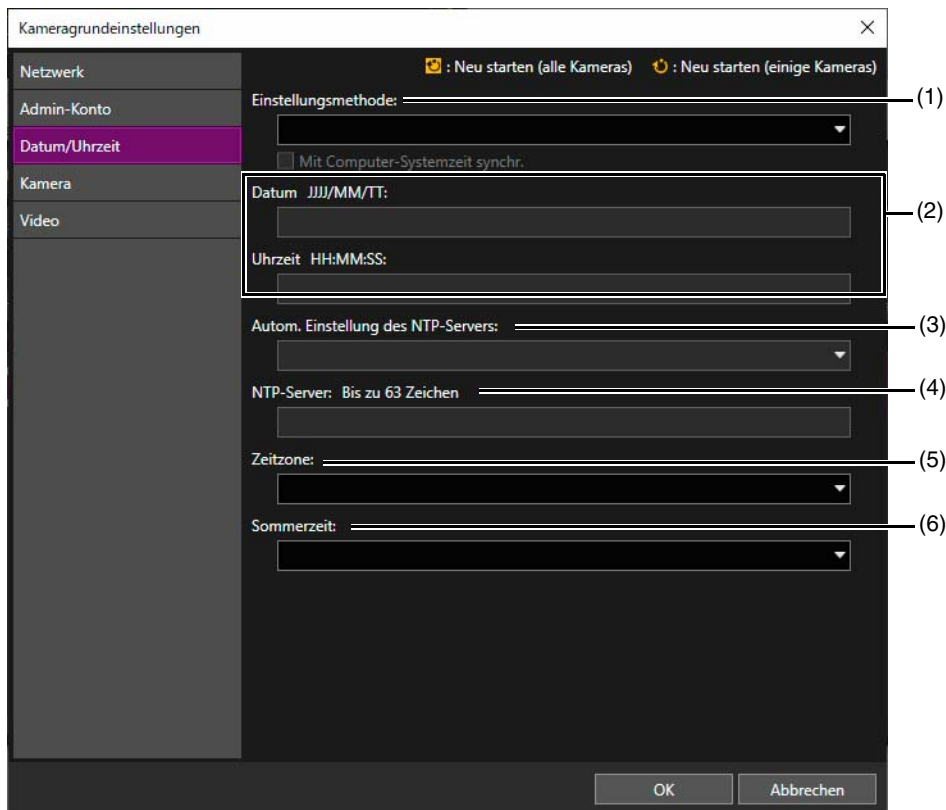 Kameragrundeinstellungen
Netzwerk
Admin-Konto
Datum/Uhrzeit
Kamera
Video
: Neu starten (alle Kameras) : Neu starten (einige Kameras)
Einstellungsmethode: (1)
Mit Computer-Systemzeit synchr.
Datum JJJJ/MM/TT: (2)
Uhrzeit HH:MM:SS:
Autom. Einstellung des NTP-Servers: (3)
NTP-Server: Bis zu 63 Zeichen (4)
Zeitzone: (5)
Sommerzeit: (6)
OK Abbrechen